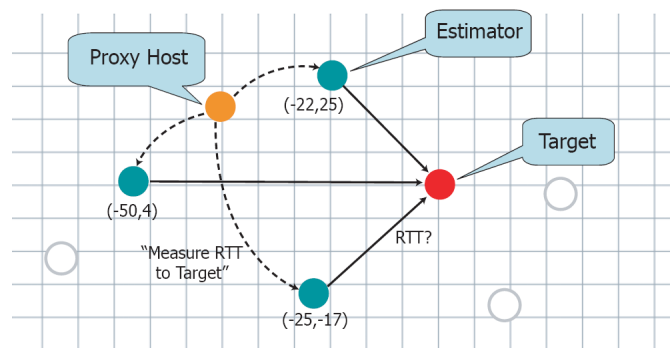 Estimator
Proxy Host
(-22,25)
Target
(-50,4)
RTT?
“Measure RTT
to Target”
(-25,-17)